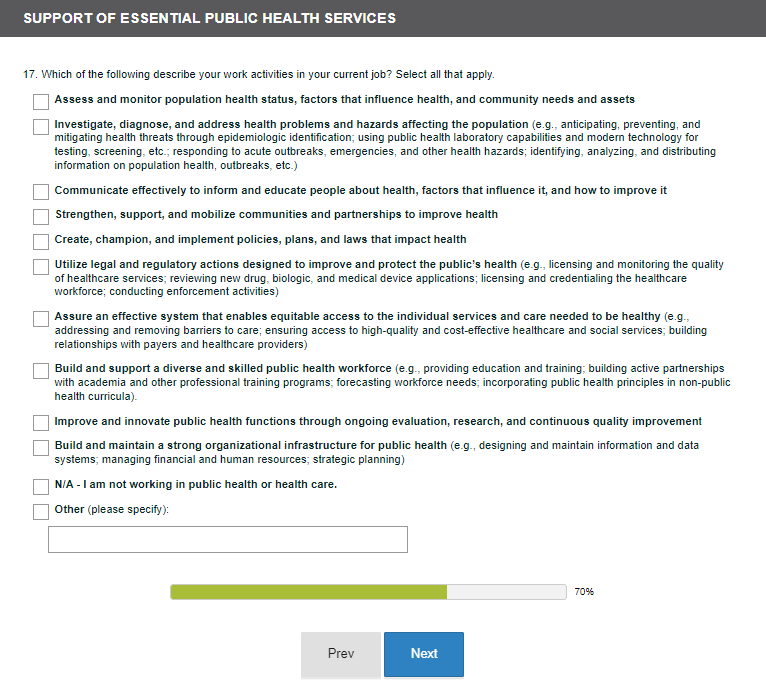 SUPPORT OF ESSENTIAL PUBLIC HEALTH SERVICES
17. Which of the following describe your work activities in your current job? Select all that apply.
Assess and monitor population health status, factors that influence health, and community needs and assets
Investigate, diagnose, and address health problems and hazards affecting the population (e.g., anticipating, preventing, and
mitigating health threats through epidemiologic identification; using public health laboratory capabilities and modern technology for
testing, screening, etc.; responding to acute outbreaks, emergencies, and other health hazards; identifying, analyzing, and distributing
information on population health, outbreaks, etc.)
Communicate effectively to inform and educate people about health, factors that influence it, and how to improve it
Strengthen, support, and mobilize communities and partnerships to improve health
Create, champion, and implement policies, plans, and laws that impact health
Utilize legal and regulatory actions designed to improve and protect the public's health (e.g., licensing and monitoring the quality
of healthcare services; reviewing new drug, biologic, and medical device applications; licensing and credentialing the healthcare
workforce; conducting enforcement activities)
Assure an effective system that enables equitable access to the individual services and care needed to be healthy (e.g.,
addressing and removing barriers to care; ensuring access to high-quality and cost-effective healthcare and social services; building
relationships with payers and healthcare providers)
Build and support a diverse and skilled public health workforce (e.g., providing education and training; building active partnerships
with academia and other professional training programs; forecasting workforce needs; incorporating public health principles in non-public
health curricula).
Improve and innovate public health functions through ongoing evaluation, research, and continuous quality improvement
Build and maintain a strong organizational infrastructure for public health (e.g., designing and maintain information and data
systems; managing financial and human resources; strategic planning)
N/A - I am not working in public health or health care.
Other (please specify):
70%
Prev Next